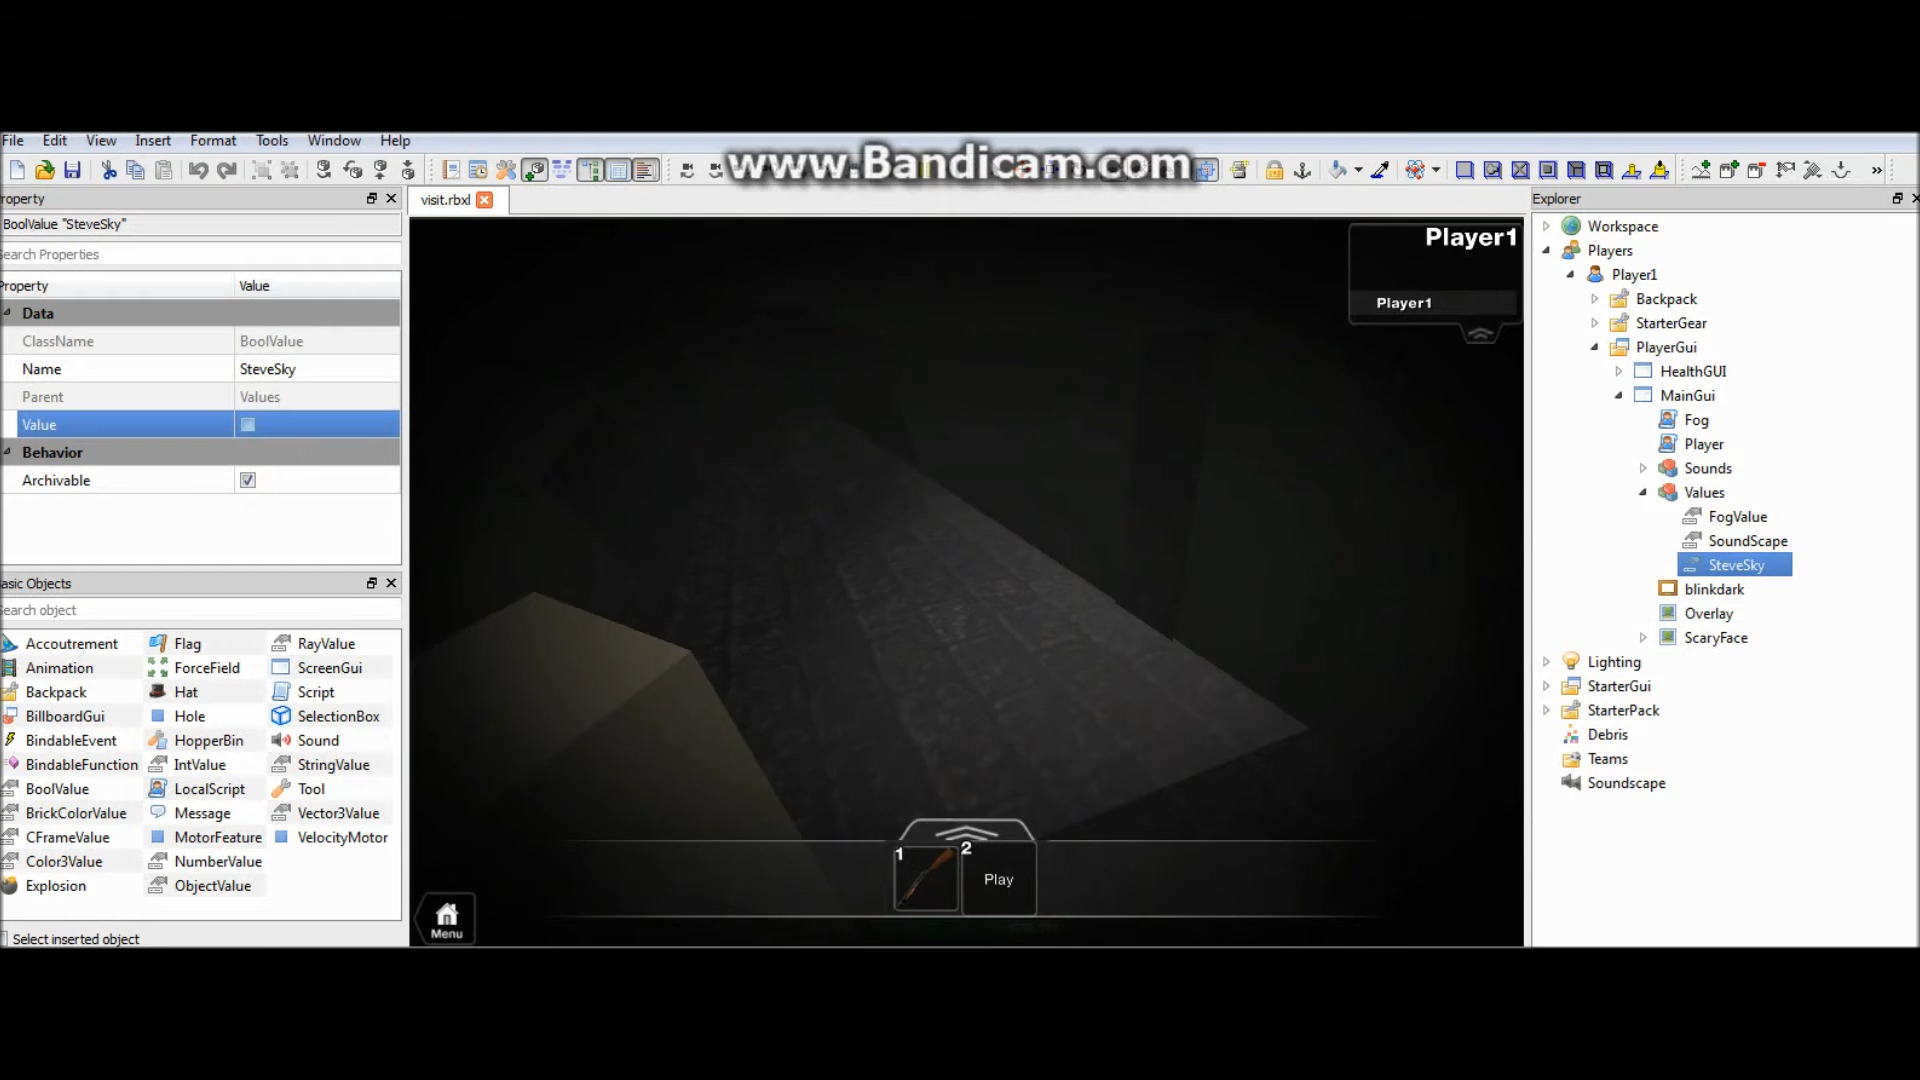 File Edit View Insert Format Tools Window Help
www.Bandicam.com
roperty
visit.rbxl
Explorer
BoolValue "SteveSky"
earch Properties
roperty Value
Data
ClassName BoolValue
Name SteveSky
Parent Values
Value
Behavior
Archivable
asic Objects
earch object
Accoutrement Flag RayValue
Animation ForceField ScreenGui
Backpack Hat Script
BillboardGui Hole SelectionBox
BindableEvent HopperBin Sound
BindableFunction IntValue StringValue
BoolValue LocalScript Tool
BrickColorValue Message Vector3Value
CFrameValue MotorFeature VelocityMotor
Color3Value NumberValue
Explosion ObjectValue
Select inserted object
Player1
Player1
1
2
Play
Menu
Workspace
Players
Player1
Backpack
StarterGear
PlayerGui
HealthGUI
MainGui
Fog
Player
Sounds
Values
FogValue
SoundScape
SteveSky
blinkdark
Overlay
ScaryFace
Lighting
StarterGui
StarterPack
Debris
Teams
Soundscape